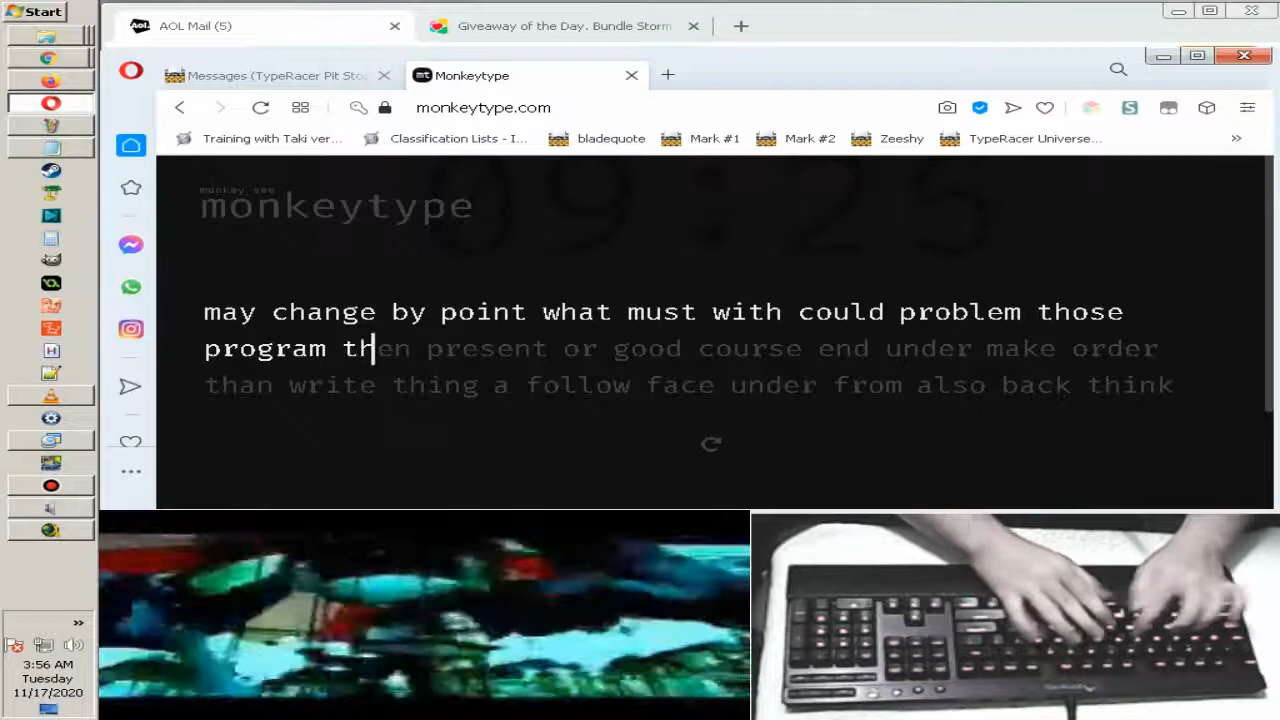 Start
AOL Mail (5)
Giveaway of the Day. Bundle Storm
Messages (TypeRacer Pit Sto
mt Monkeytype
monkeytype.com
Training with Taki ver...
Classification Lists - I...
bladequote
Mark #1
Mark #2
Zeeshy
TypeRacer Universe...
09:25
monkey see
monkeytype
may change by point what must with could problem those
program then present or good course end under make order
than write thing a follow face under from also back think
3:56 AM
Tuesday
11/17/2020